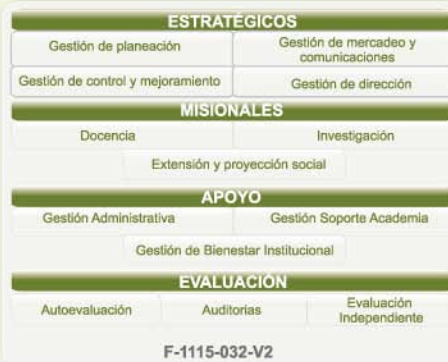 ESTRATÉGICOS
Gestión de planeación
Gestión de mercadeo y
comunicaciones
Gestión de control y mejoramiento
Gestión de dirección
MISIONALES
Docencia
Investigación
Extensión y proyección social
APOYO
Gestión Administrativa
Gestión Soporte Academia
Gestión de Bienestar Institucional
EVALUACIÓN
Autoevaluación
Auditorias
Evaluación
Independiente
F-1115-032-V2